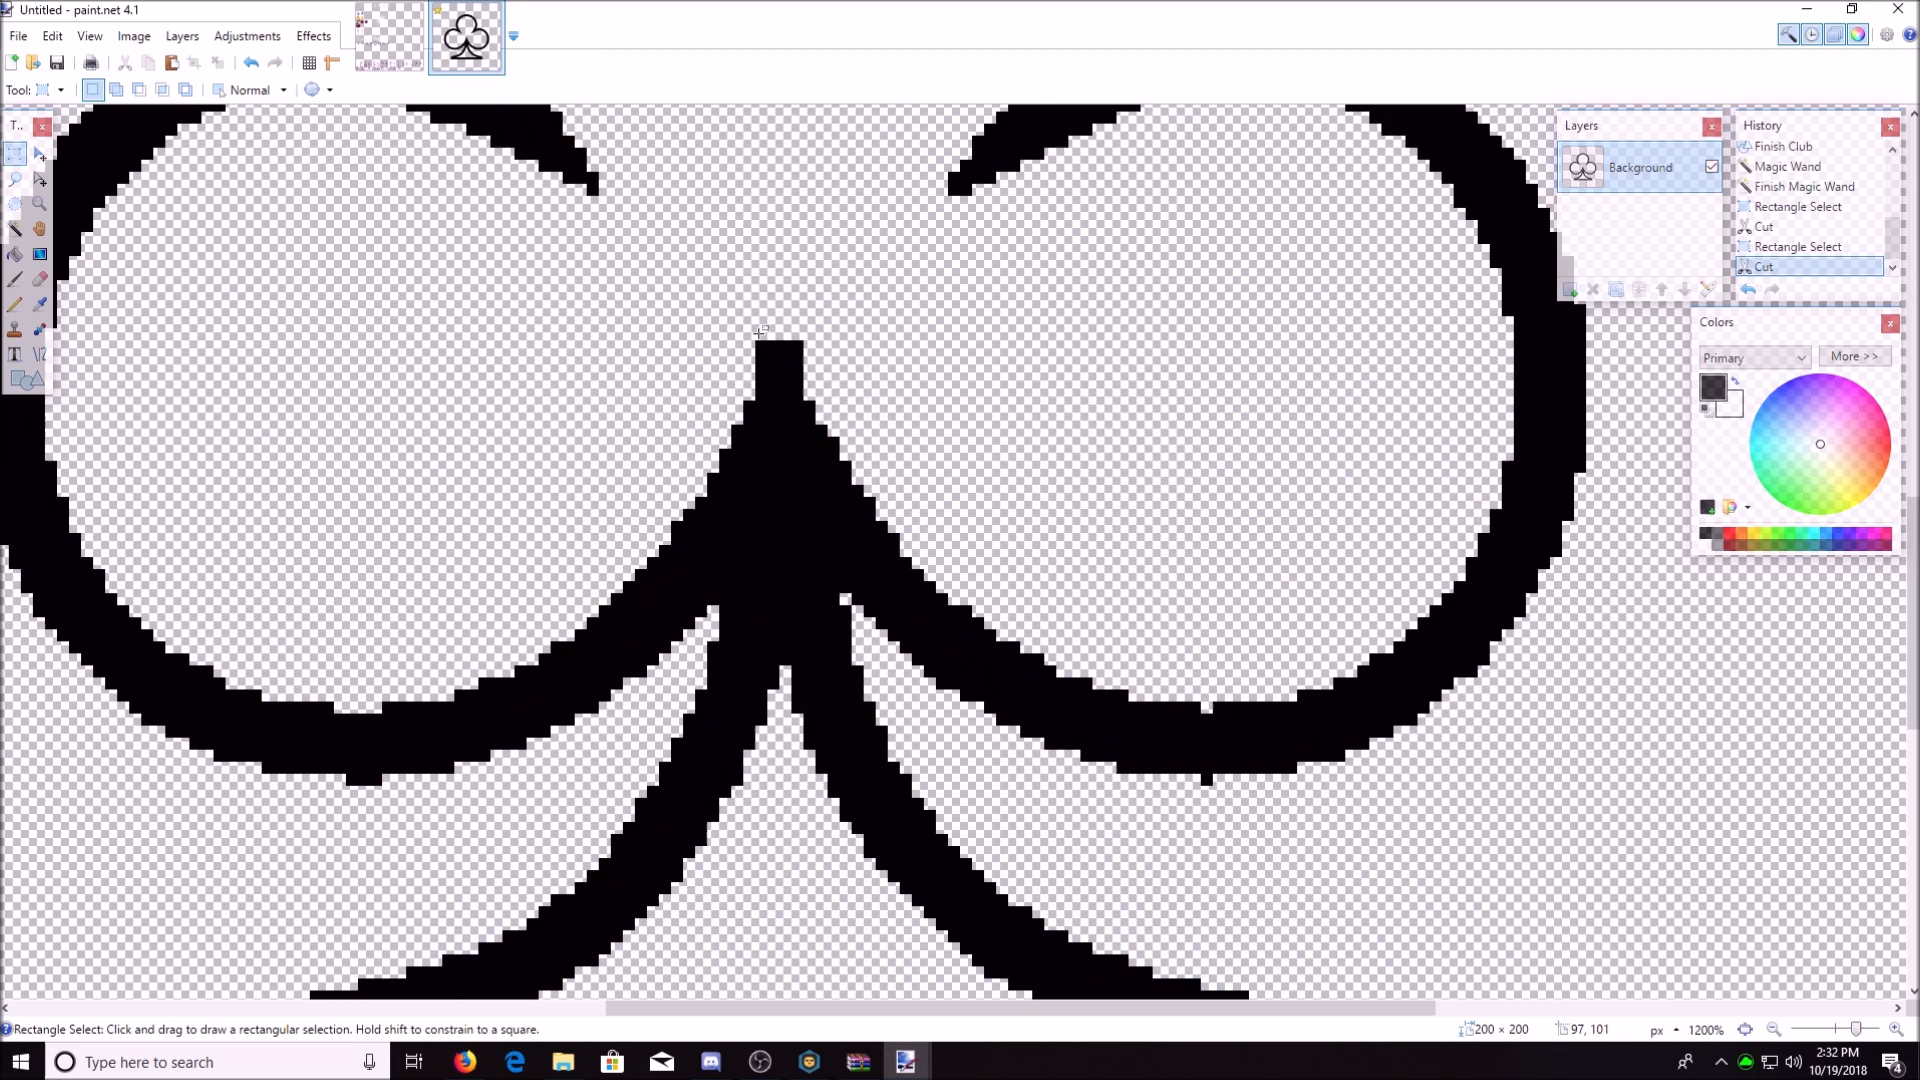 Untitled - paint.net 4.1
File Edit View Image Layers Adjustments Effects
Tool: Normal
T..
Layers
Background
History
Finish Club
Magic Wand
Finish Magic Wand
Rectangle Select
Cut
Rectangle Select
Cut
Colors
Primary More >>
Rectangle Select: Click and drag to draw a rectangular selection. Hold shift to constrain to a square.
200 × 200 97, 101 px 1200%
Type here to search
2:32 PM
10/19/2018
4